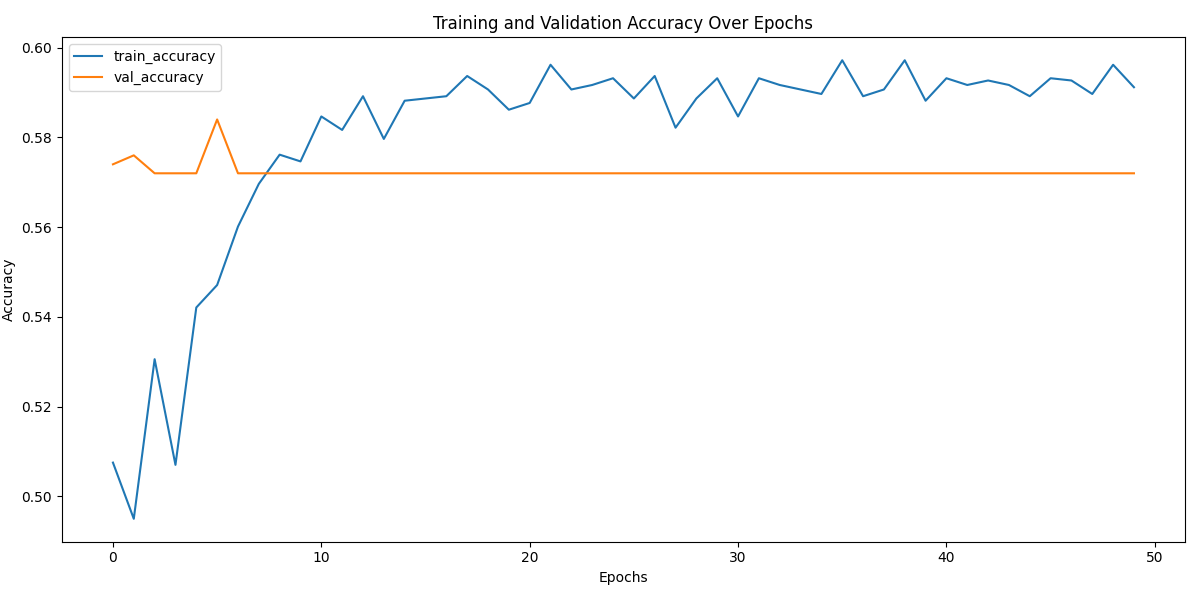 Training and Validation Accuracy Over Epochs
train_accuracy
val_accuracy
0.60
0.58
0.56
0.54
0.52
0.50
Accuracy
0 10 20 30 40 50
Epochs